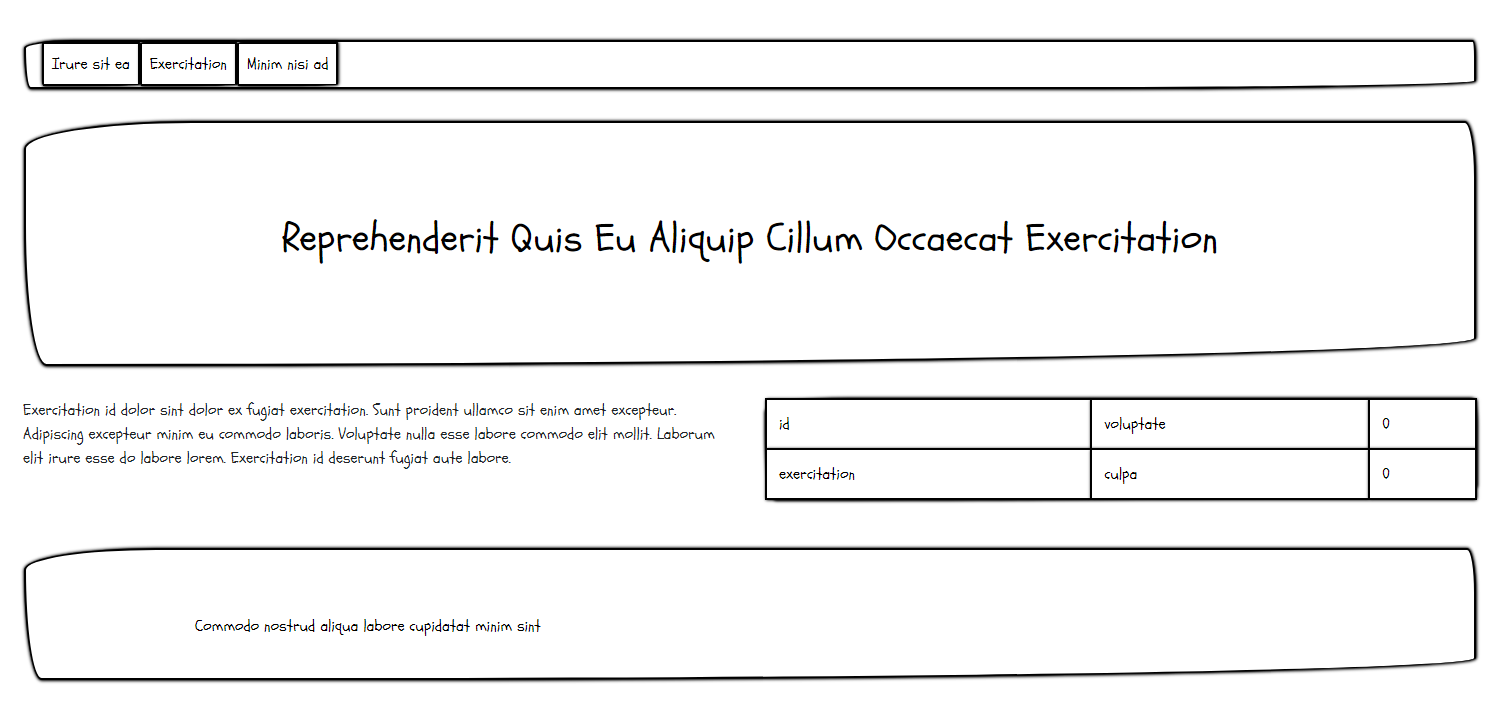 Irure sit ea Exercitation Minim nisi ad
Reprehenderit Quis Eu Aliquip Cillum Occaecat Exercitation
Exercitation id dolor sint dolor ex fugiat exercitation. Sunt proident ullamco sit enim amet excepteur.
Adipiscing excepteur minim eu commodo laboris. Voluptate nulla esse labore commodo elit mollit. Laborum
elit irure esse do labore lorem. Exercitation id deserunt fugiat aute labore.
id voluptate 0
exercitation culpa 0
Commodo nostrud aliqua labore cupidatat minim sint